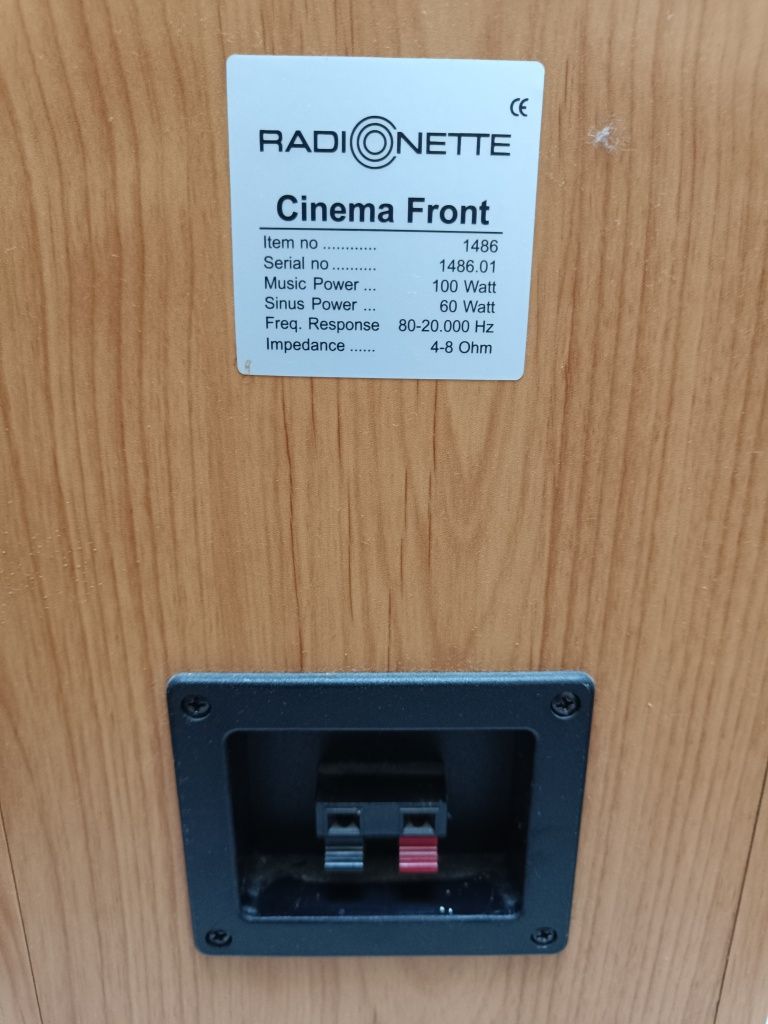 CE
RADIONETTE
Cinema Front
Item no ............ 1486
Serial no .......... 1486.01
Music Power ... 100 Watt
Sinus Power ... 60 Watt
Freq. Response 80-20.000 Hz
Impedance ...... 4-8 Ohm